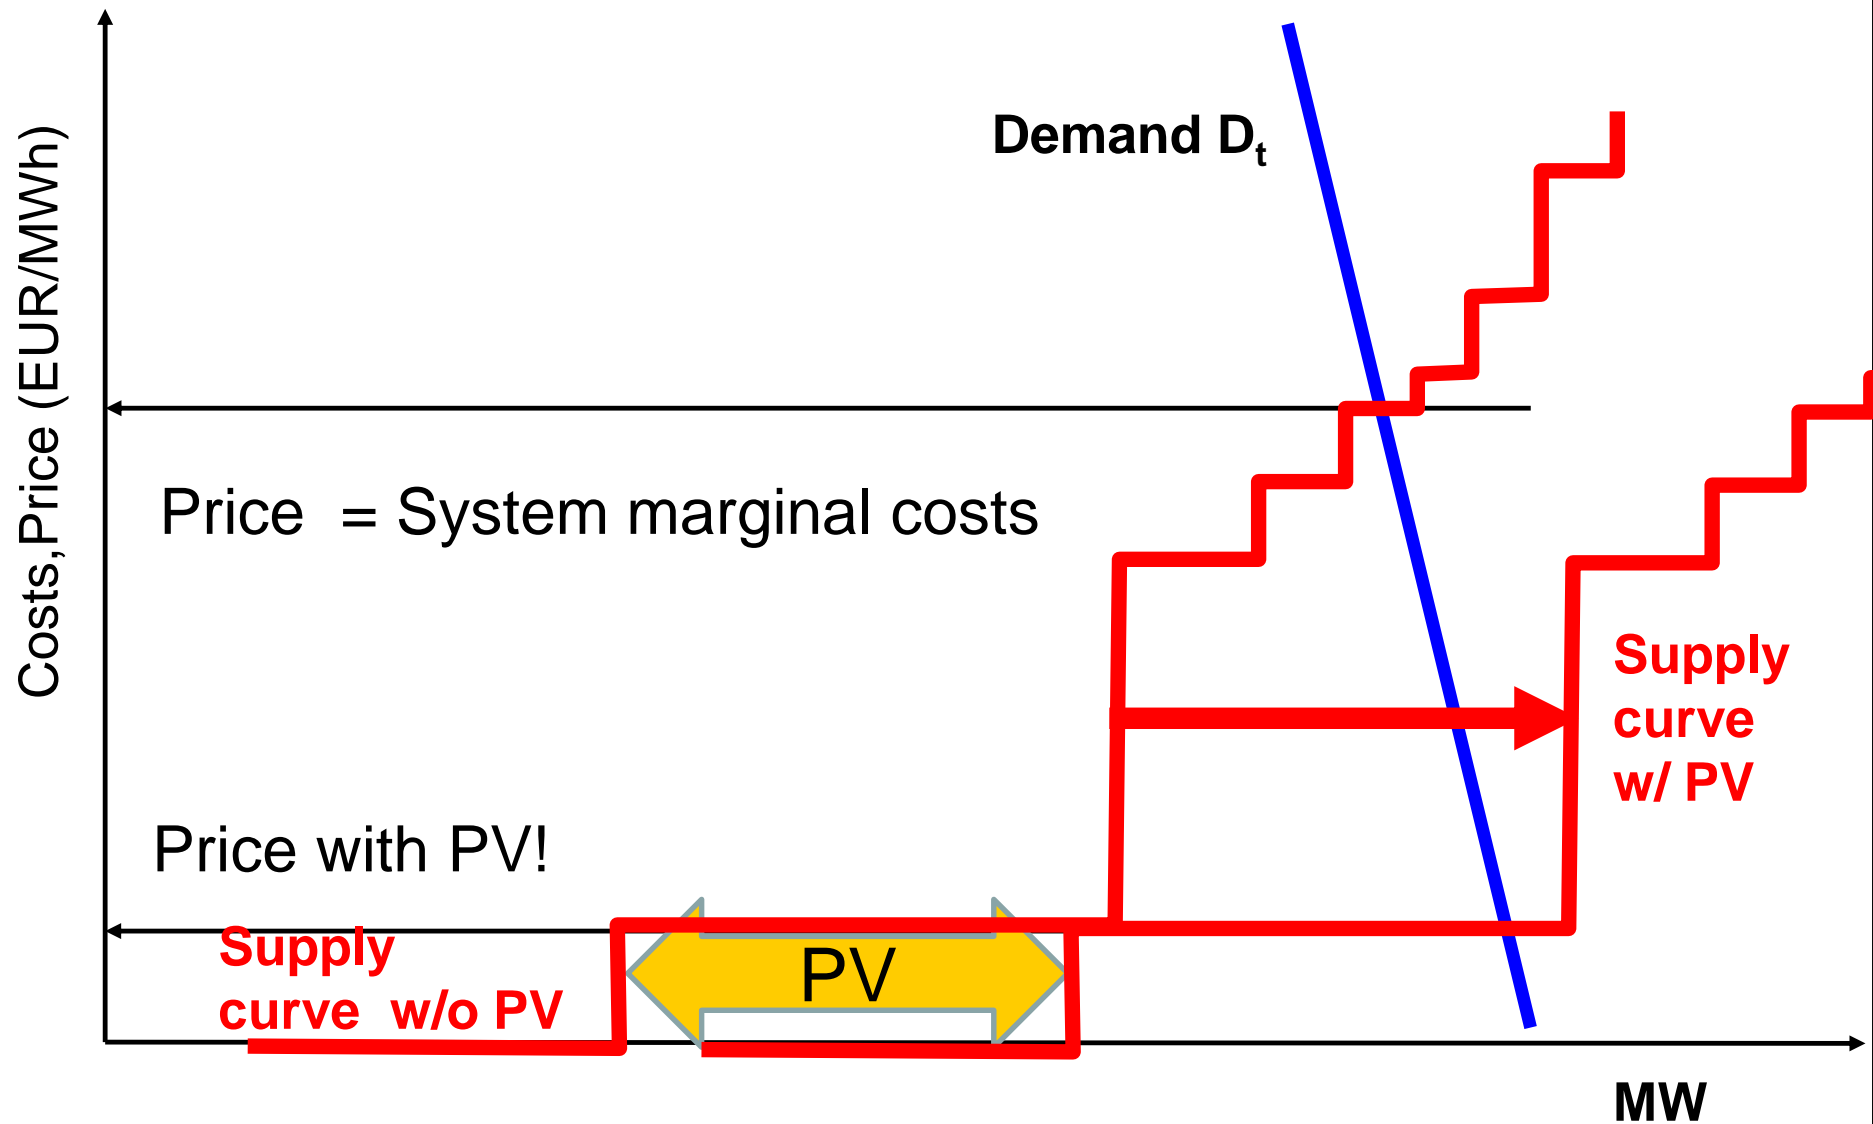 Costs,Price (EUR/MWh)
Demand Dt
Price = System marginal costs
Supply
curve
w/ PV
Price with PV!
Supply
curve w/o PV
PV
MW